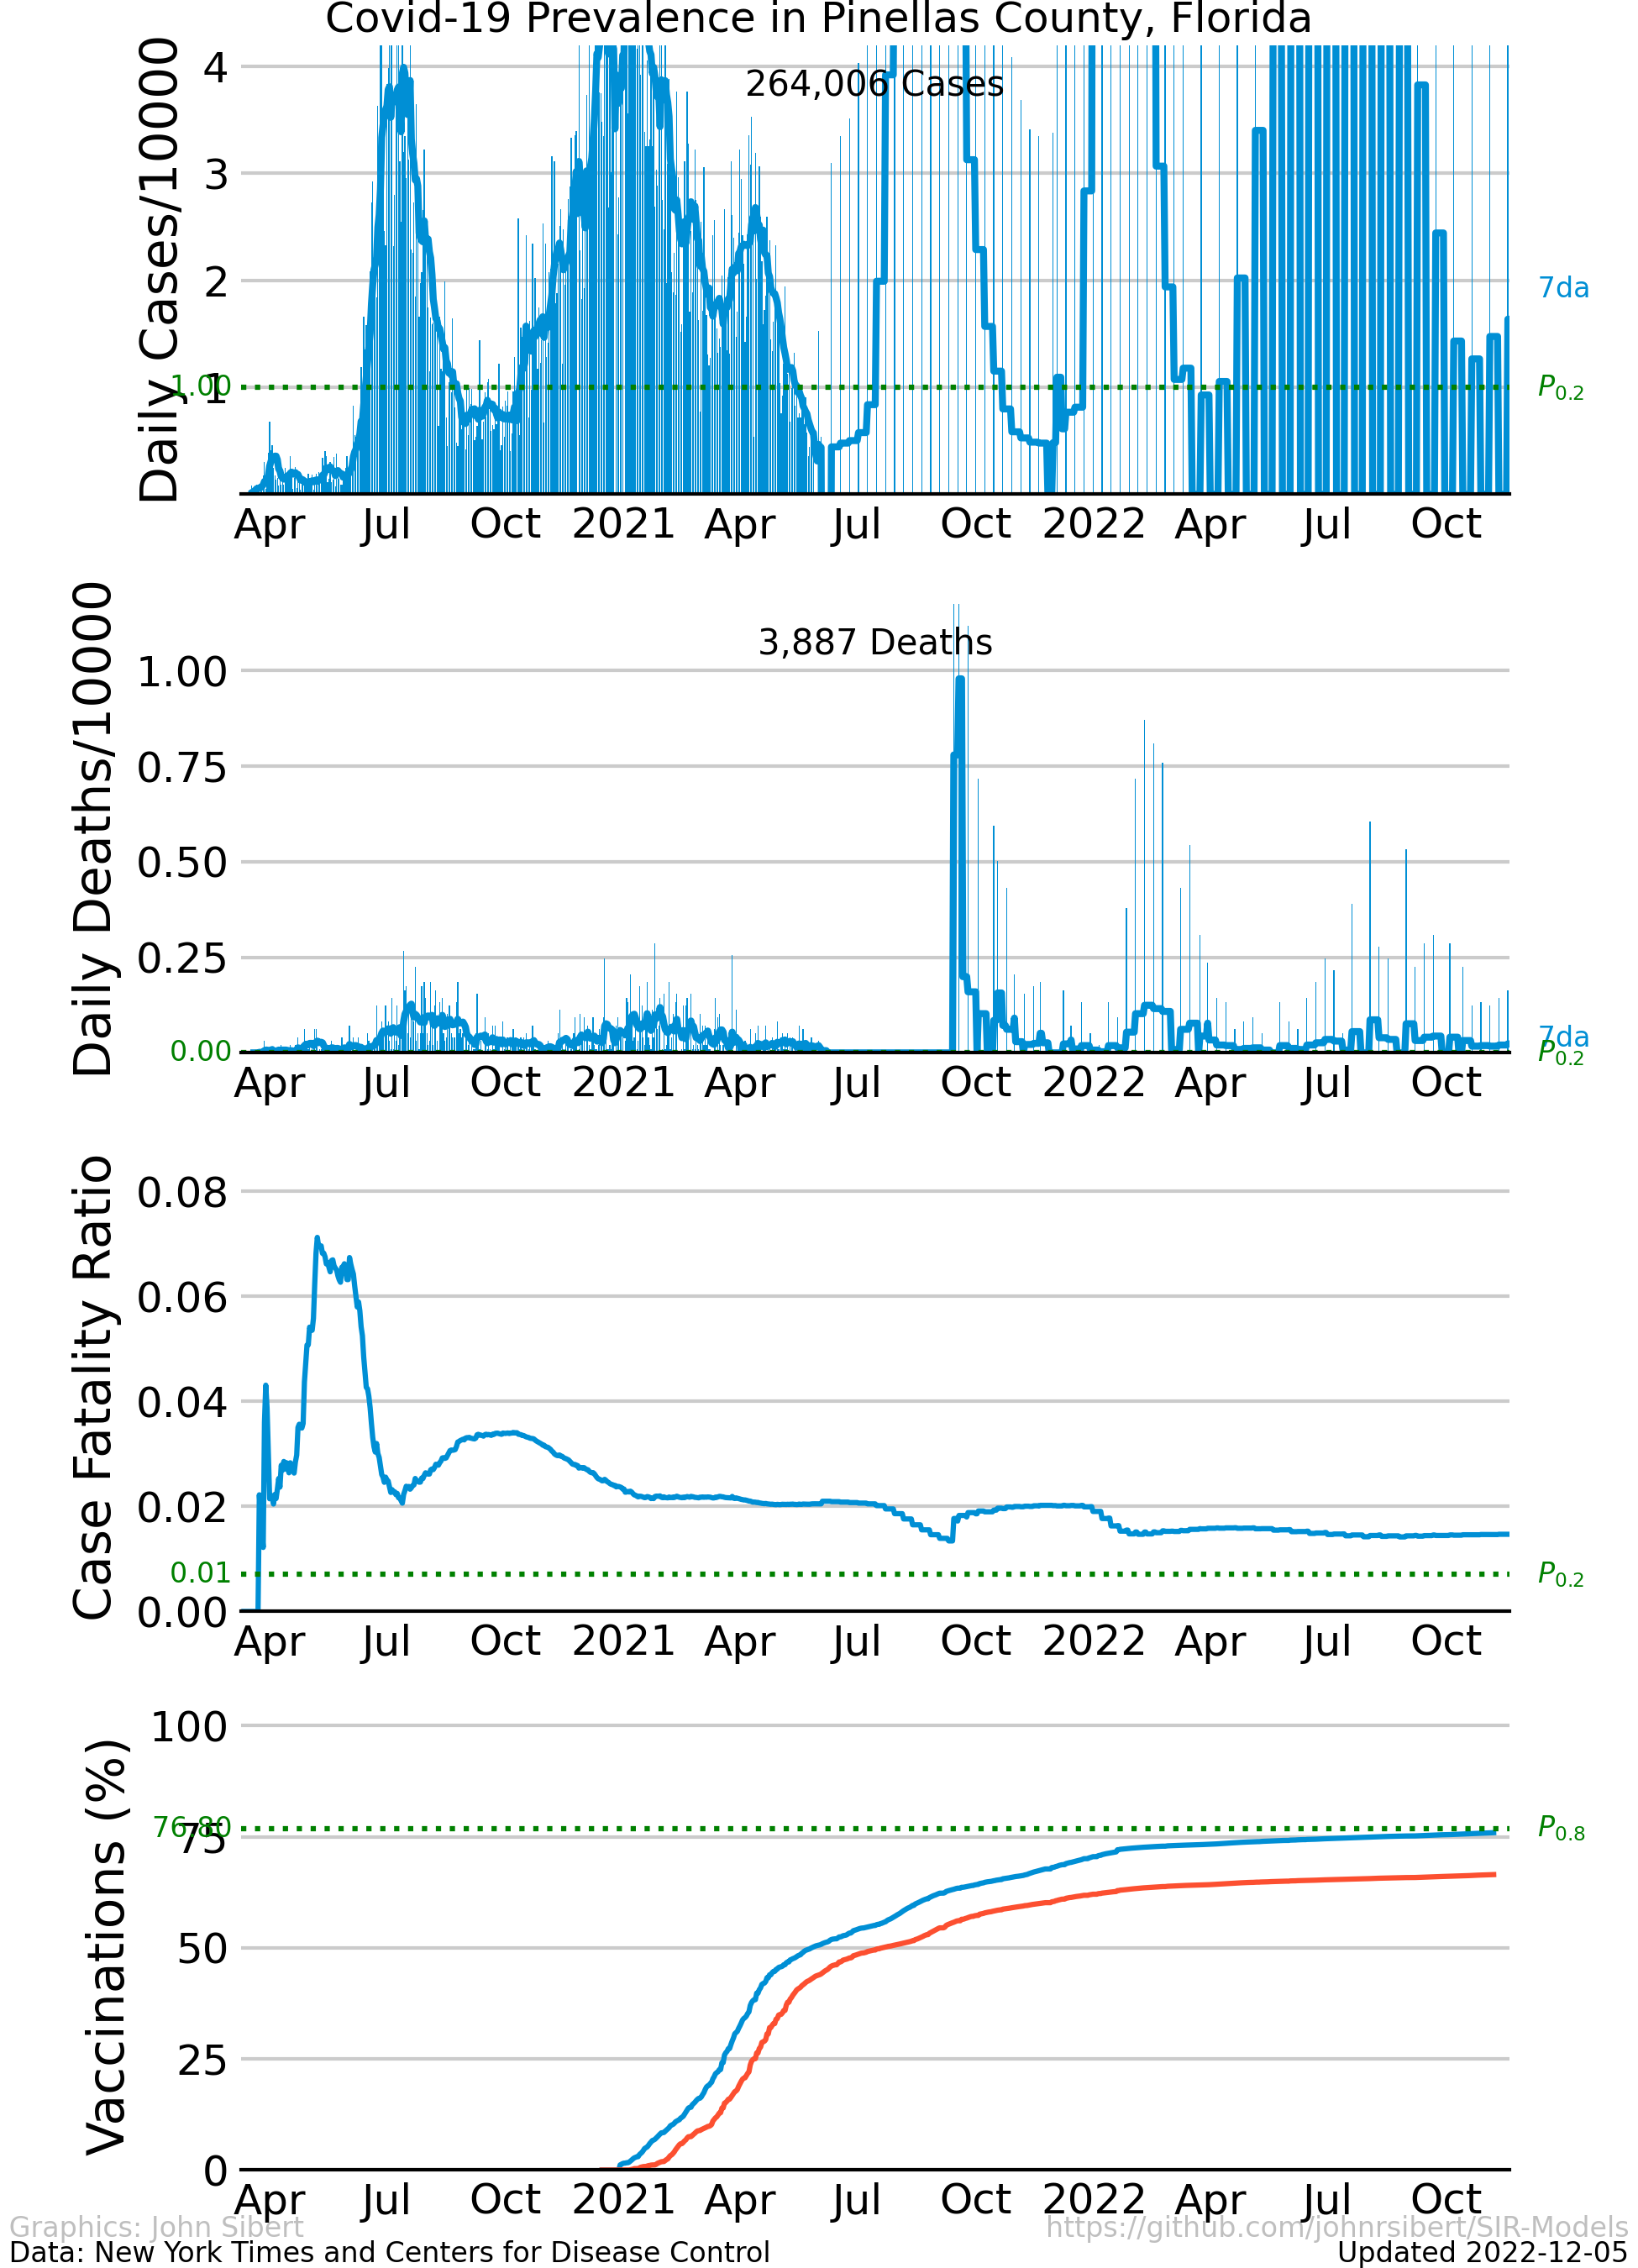 Covid-19 Prevalence in Pinellas County, Florida
Daily Cases/10000
4
3
2
1
1.00
264,006 Cases
7da
P0.2
Apr Jul Oct 2021 Apr Jul Oct 2022 Apr Jul Oct
Daily Deaths/10000
1.00
0.75
0.50
0.25
0.00
3,887 Deaths
7da
P0.2
Apr Jul Oct 2021 Apr Jul Oct 2022 Apr Jul Oct
Case Fatality Ratio
0.08
0.06
0.04
0.02
0.01
0.00
P0.2
Apr Jul Oct 2021 Apr Jul Oct 2022 Apr Jul Oct
Vaccinations (%)
100
76.80
75
50
25
0
P0.8
Apr Jul Oct 2021 Apr Jul Oct 2022 Apr Jul Oct
Graphics: John Sibert
https://github.com/johnrsibert/SIR-Models
Data: New York Times and Centers for Disease Control
Updated 2022-12-05